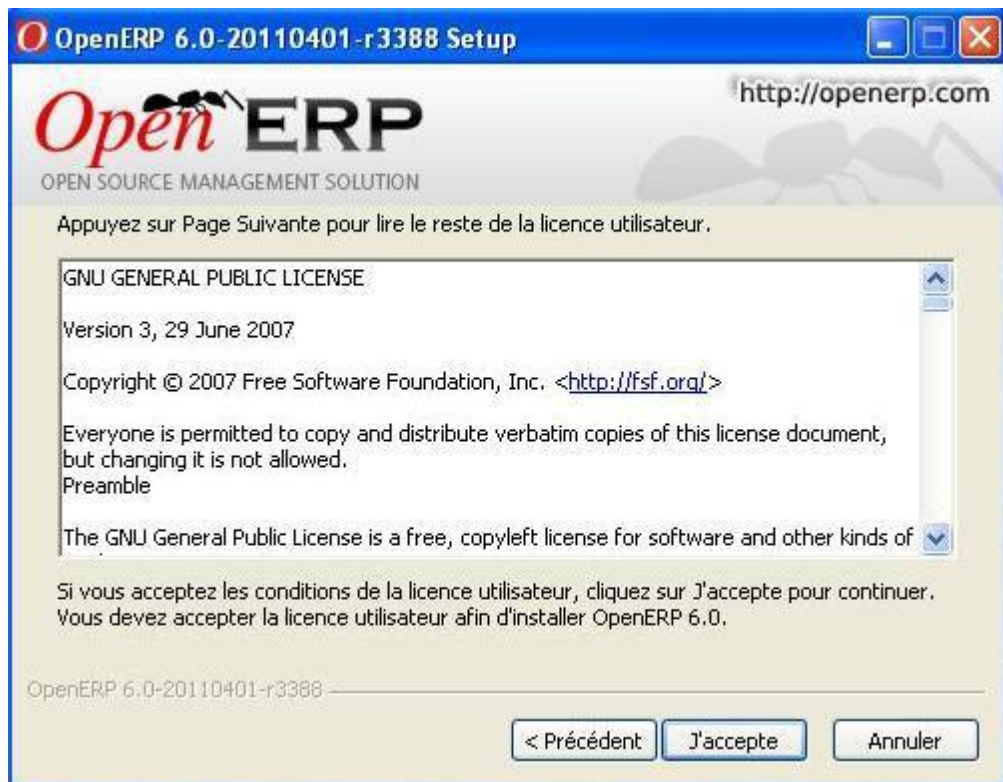 OpenERP 6.0-20110401-r3388 Setup
http://openerp.com
Open ERP
OPEN SOURCE MANAGEMENT SOLUTION
Appuyez sur Page Suivante pour lire le reste de la licence utilisateur.
GNU GENERAL PUBLIC LICENSE
Version 3, 29 June 2007
Copyright © 2007 Free Software Foundation, Inc. <http://fsf.org/>
Everyone is permitted to copy and distribute verbatim copies of this license document,
but changing it is not allowed.
Preamble
The GNU General Public License is a free, copyleft license for software and other kinds of
Si vous acceptez les conditions de la licence utilisateur, cliquez sur J'accepte pour continuer.
Vous devez accepter la licence utilisateur afin d'installer OpenERP 6.0.
OpenERP 6.0-20110401-r3388
< Précédent J'accepte Annuler